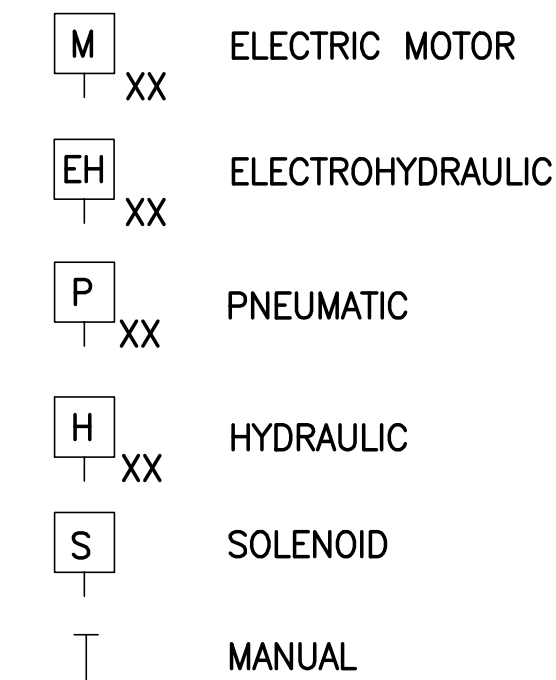 M ELECTRIC MOTOR
XX
EH ELECTROHYDRAULIC
XX
P PNEUMATIC
XX
H HYDRAULIC
XX
S SOLENOID
MANUAL